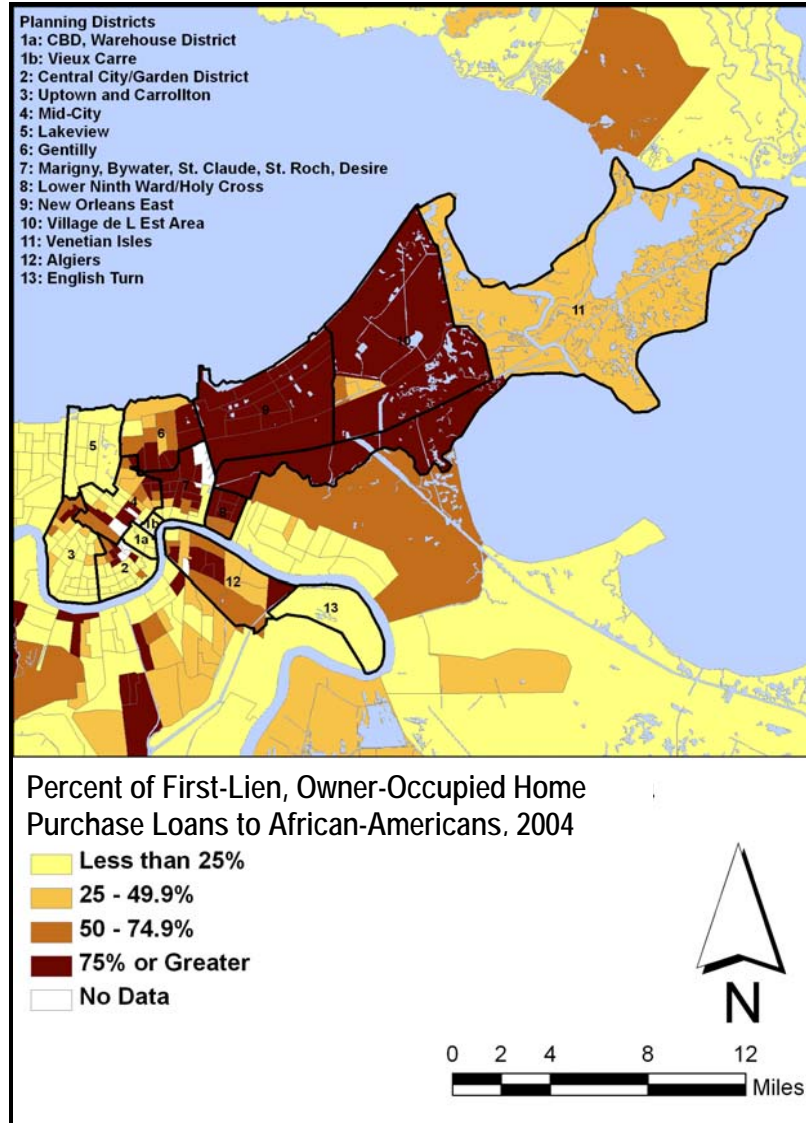 Planning Districts
1a: CBD, Warehouse District
1b: Vieux Carre
2: Central City/Garden District
3: Uptown and Carrollton
4: Mid-City
5: Lakeview
6: Gentilly
7: Marigny, Bywater, St. Claude, St. Roch, Desire
8: Lower Ninth Ward/Holy Cross
9: New Orleans East
10: Village de L Est Area
11: Venetian Isles
12: Algiers
13: English Turn
11
10
9
6
5
7
4
8
1b
1a
3
2
12
13
Percent of First-Lien, Owner-Occupied Home
Purchase Loans to African-Americans, 2004
Less than 25%
25 - 49.9%
50 - 74.9%
75% or Greater
No Data
N
0 2 4 8 12
Miles